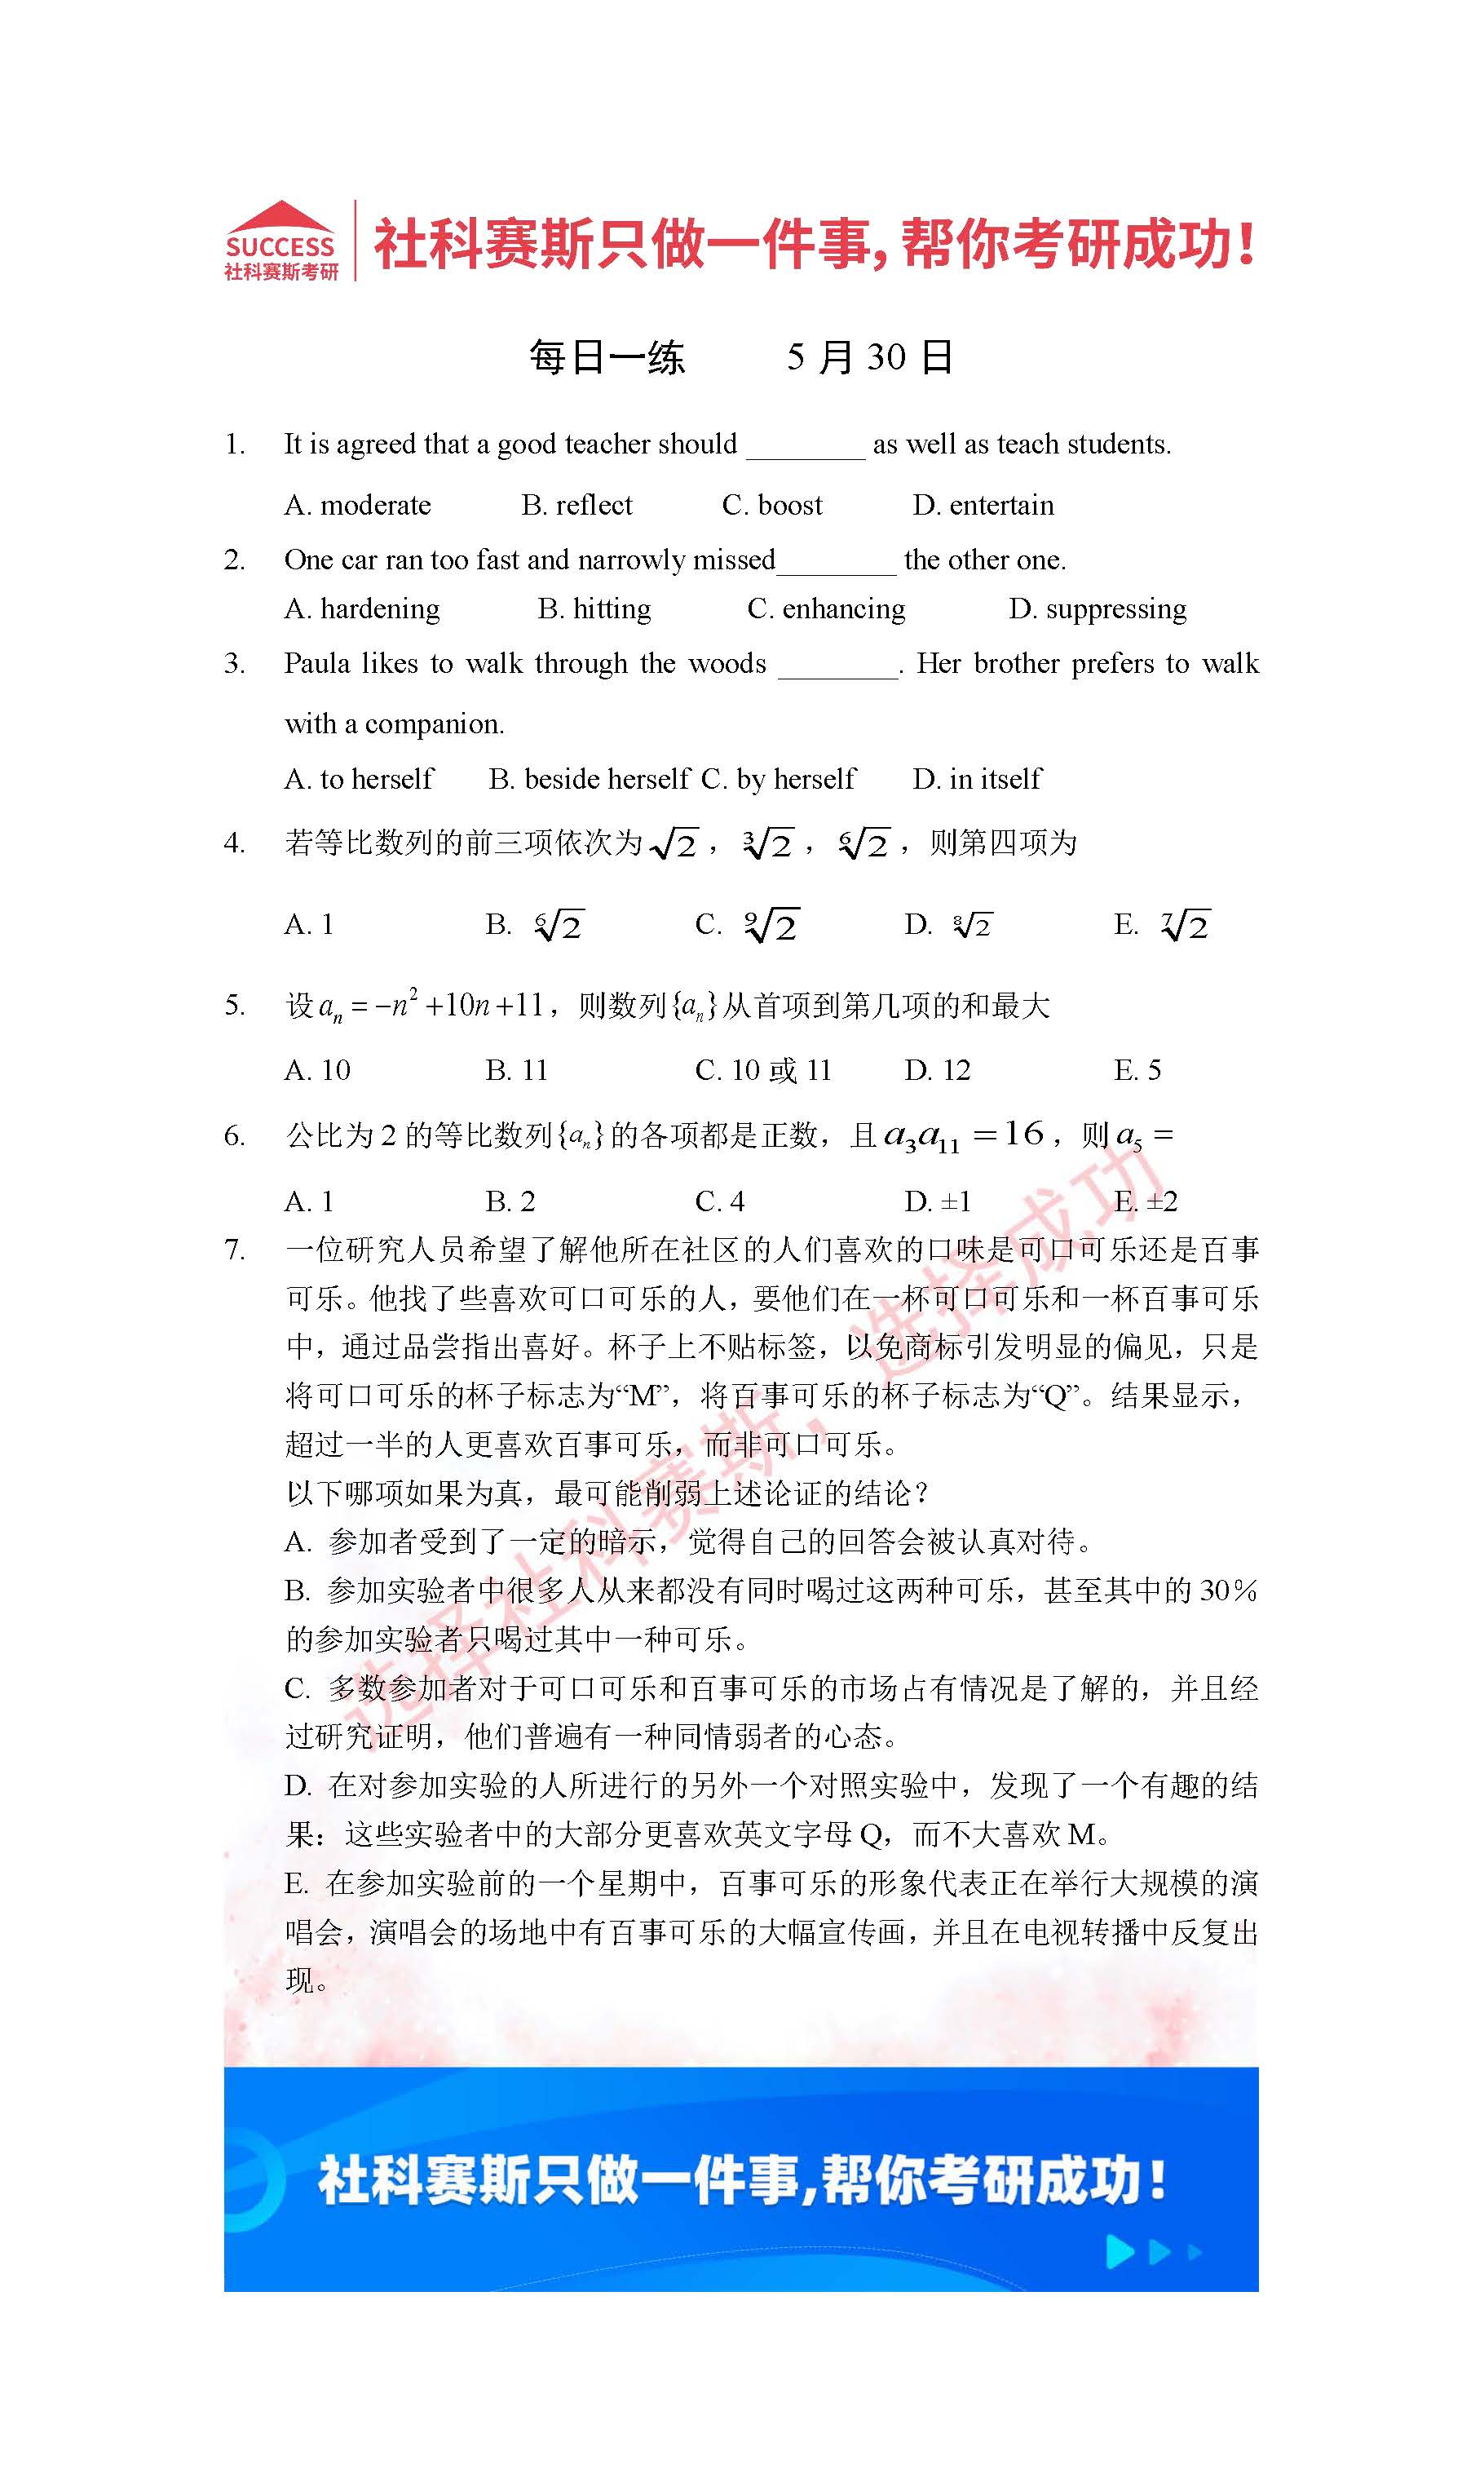 SUCCESS
社科赛斯考研
社科赛斯只做一件事,帮你考研成功!
每日一练 5 月 30 日
1. It is agreed that a good teacher should ________ as well as teach students.
A. moderate B. reflect C. boost D. entertain
2. One car ran too fast and narrowly missed________ the other one.
A. hardening B. hitting C. enhancing D. suppressing
3. Paula likes to walk through the woods ________. Her brother prefers to walk
with a companion.
A. to herself B. beside herself C. by herself D. in itself
4. 若等比数列的前三项依次为 √2，∛2，⁶√2，则第四项为
A. 1 B. ⁶√2 C. ⁹√2 D. ⁸√2 E. ⁷√2
5. 设 aₙ = −n² +10n +11，则数列{aₙ}从首项到第几项的和最大
A. 10 B. 11 C. 10 或 11 D. 12 E. 5
6. 公比为 2 的等比数列{aₙ}的各项都是正数，且 a₃a₁₁ =16，则 a₅ =
A. 1 B. 2 C. 4 D. ±1 E. ±2
7. 一位研究人员希望了解他所在社区的人们喜欢的口味是可口可乐还是百事
可乐。他找了些喜欢可口可乐的人，要他们在一杯可口可乐和一杯百事可乐
中，通过品尝指出喜好。杯子上不贴标签，以免商标引发明显的偏见，只是
将可口可乐的杯子标志为“M”，将百事可乐的杯子标志为“Q”。结果显示，
超过一半的人更喜欢百事可乐，而非可口可乐。
以下哪项如果为真，最可能削弱上述论证的结论？
A. 参加者受到了一定的暗示，觉得自己的回答会被认真对待。
B. 参加实验者中很多人从来都没有同时喝过这两种可乐，甚至其中的 30%
的参加实验者只喝过其中一种可乐。
C. 多数参加者对于可口可乐和百事可乐的市场占有情况是了解的，并且经
过研究证明，他们普遍有一种同情弱者的心态。
D. 在对参加实验的人所进行的另外一个对照实验中，发现了一个有趣的结
果：这些实验者中的大部分更喜欢英文字母 Q，而不大喜欢 M。
E. 在参加实验前的一个星期中，百事可乐的形象代表正在举行大规模的演
唱会，演唱会的场地中有百事可乐的大幅宣传画，并且在电视转播中反复出
现。
选择社科赛斯，选择成功
社科赛斯只做一件事,帮你考研成功!